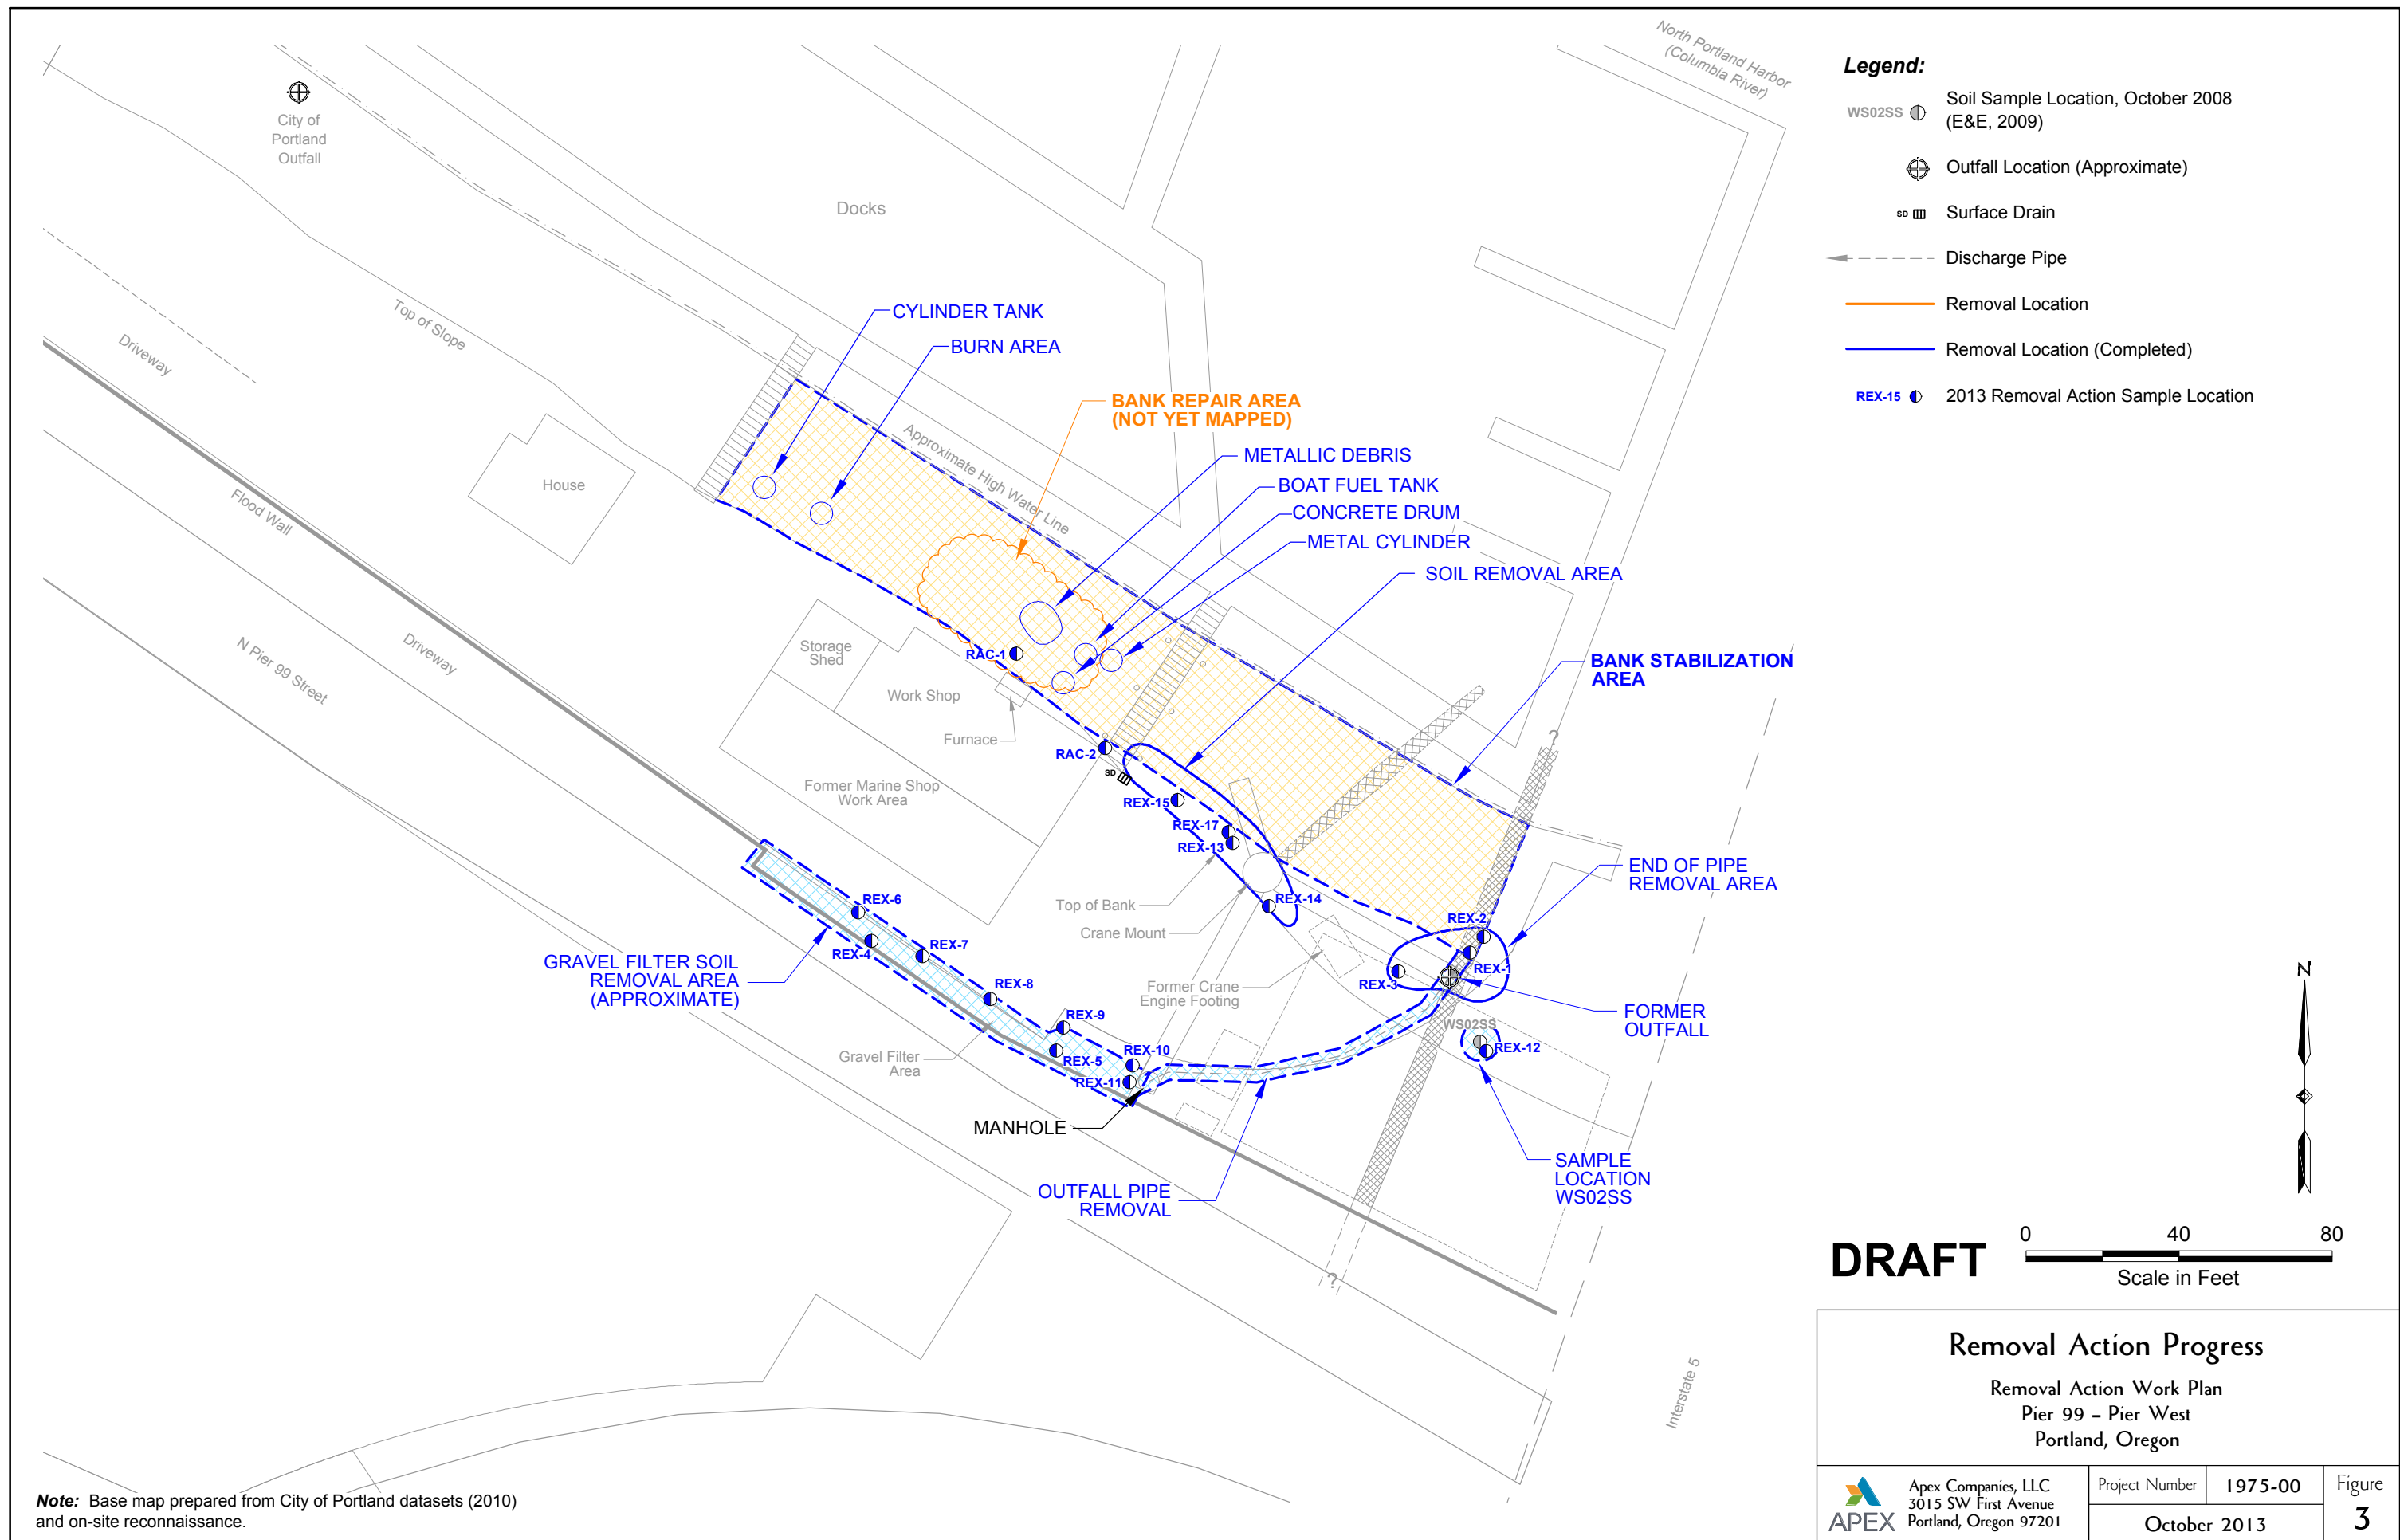 North Portland Harbor
(Columbia River)
City of
Portland
Outfall
Docks
Top of Slope
Driveway
CYLINDER TANK
BURN AREA
BANK REPAIR AREA
(NOT YET MAPPED)
Approximate High Water Line
METALLIC DEBRIS
BOAT FUEL TANK
CONCRETE DRUM
METAL CYLINDER
SOIL REMOVAL AREA
House
Flood Wall
Driveway
N Pier 99 Street
Storage
Shed
Work Shop
RAC-1
Furnace
BANK STABILIZATION
AREA
?
RAC-2
SD
Former Marine Shop
Work Area
REX-15
REX-17
REX-13
Top of Bank
REX-14
Crane Mount
END OF PIPE
REMOVAL AREA
REX-2
REX-1
REX-3
REX-6
REX-4
REX-7
REX-8
REX-9
REX-5
REX-10
REX-11
GRAVEL FILTER SOIL
REMOVAL AREA
(APPROXIMATE)
Former Crane
Engine Footing
FORMER
OUTFALL
WS02SS
REX-12
Gravel Filter
Area
MANHOLE
OUTFALL PIPE
REMOVAL
SAMPLE
LOCATION
WS02SS
?
Interstate 5
Legend:
WS02SS Soil Sample Location, October 2008
(E&E, 2009)
Outfall Location (Approximate)
SD Surface Drain
Discharge Pipe
Removal Location
Removal Location (Completed)
REX-15 2013 Removal Action Sample Location
N
DRAFT
0 40 80
Scale in Feet
Removal Action Progress
Removal Action Work Plan
Pier 99 – Pier West
Portland, Oregon
APEX
Apex Companies, LLC
3015 SW First Avenue
Portland, Oregon 97201
Project Number 1975-00
October 2013
Figure
3
Note: Base map prepared from City of Portland datasets (2010)
and on-site reconnaissance.